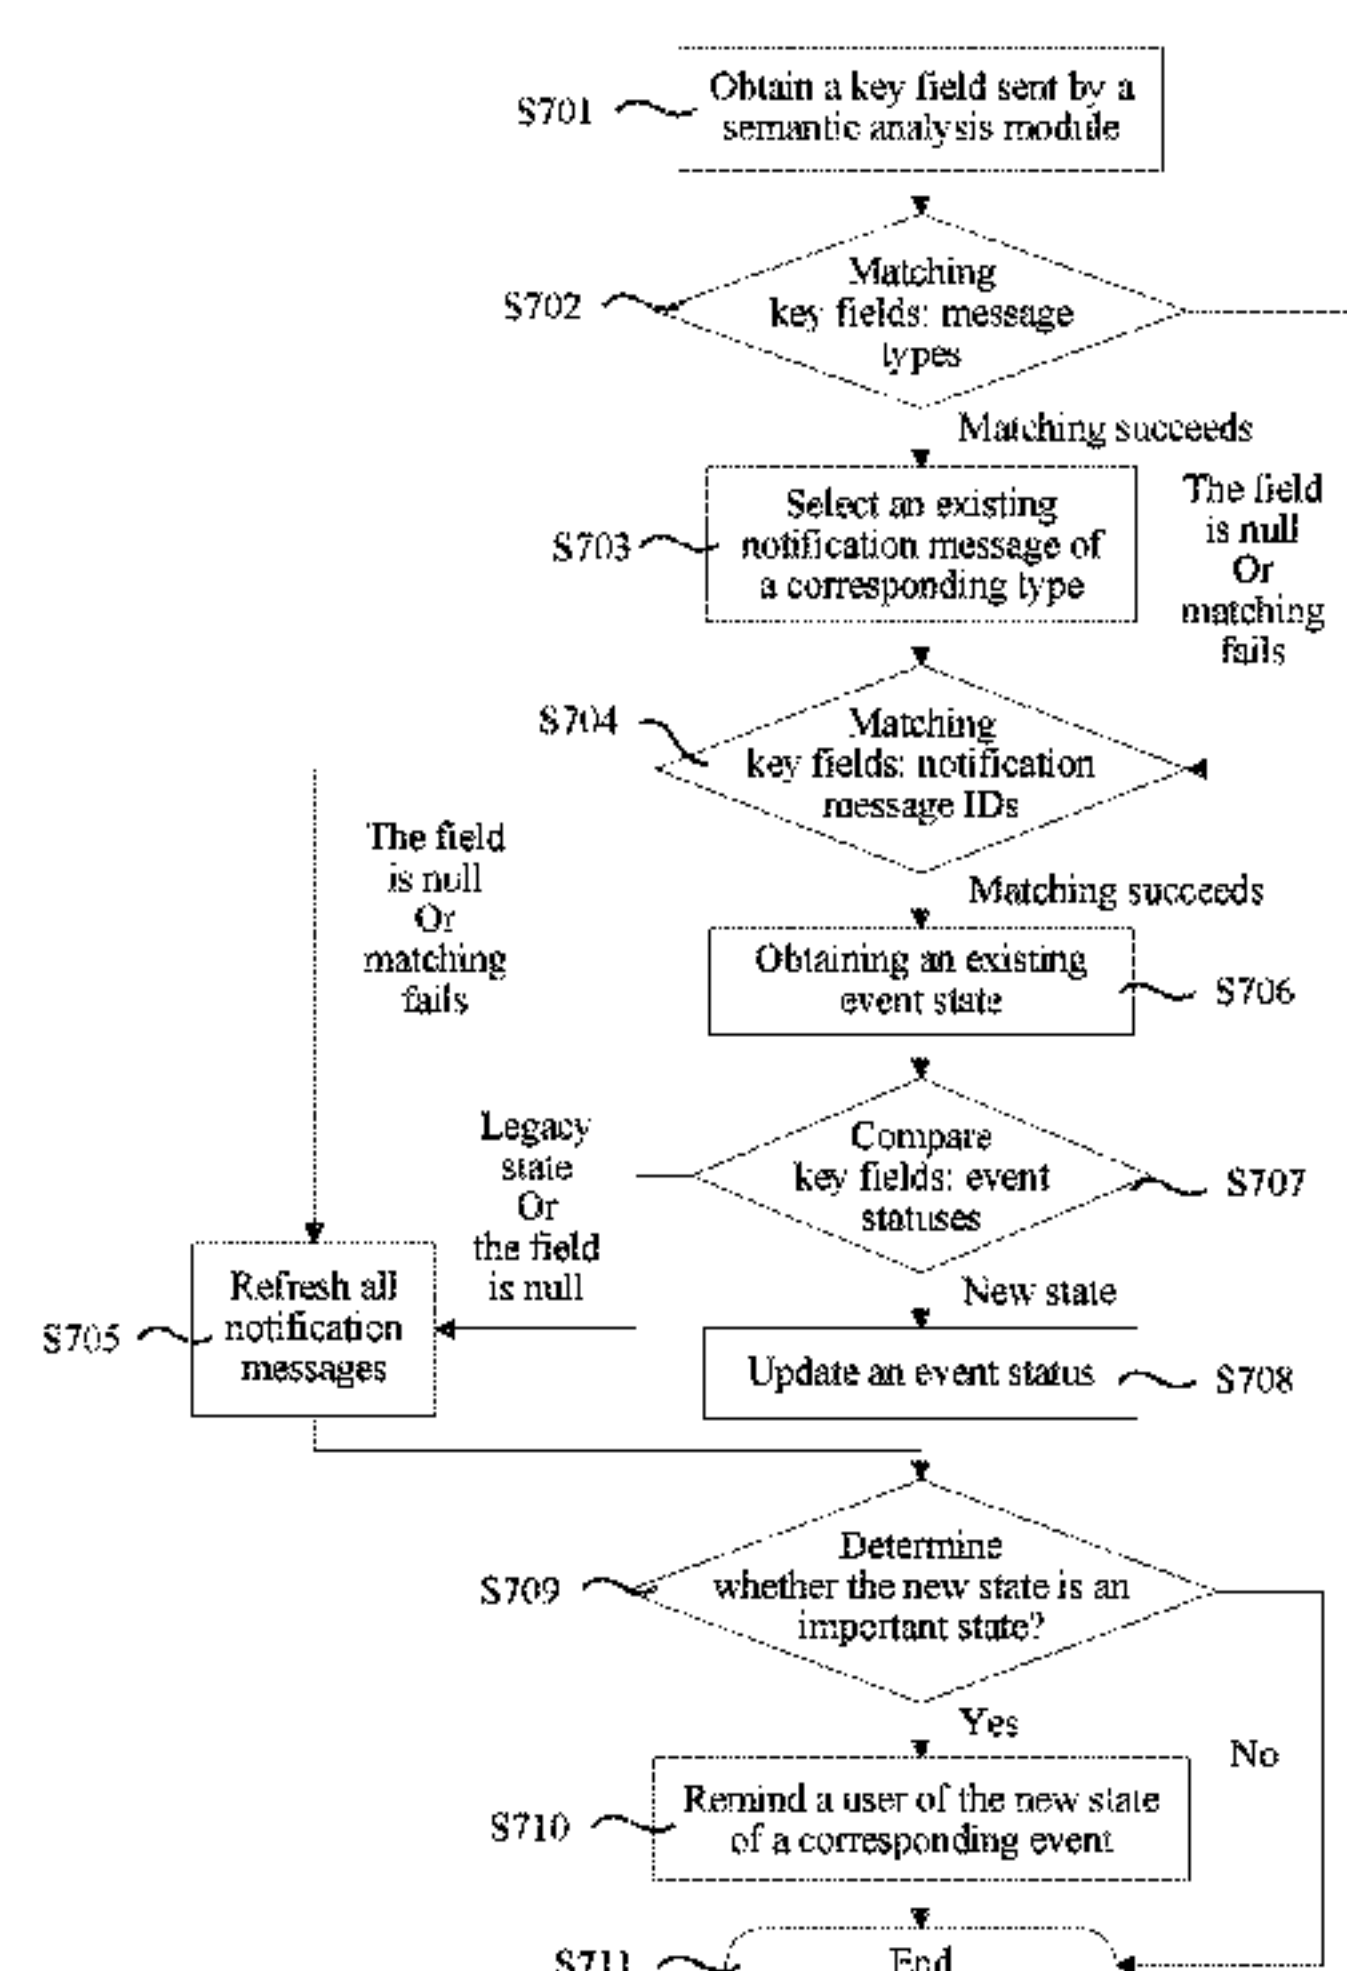 S701
Obtain a key field sent by a
semantic analysis module
S702
Matching
key fields: message
types
Matching succeeds
S703
Select an existing
notification message of
a corresponding type
The field
is null
Or
matching
fails
S704
Matching
key fields: notification
message IDs
The field
is null
Or
matching
fails
Matching succeeds
Obtaining an existing
event state
S706
Legacy
state
Or
the field
is null
Compare
key fields: event
statuses
S707
New state
S705
Refresh all
notification
messages
Update an event status
S708
S709
Determine
whether the new state is an
important state?
Yes
No
S710
Remind a user of the new state
of a corresponding event
S711
End